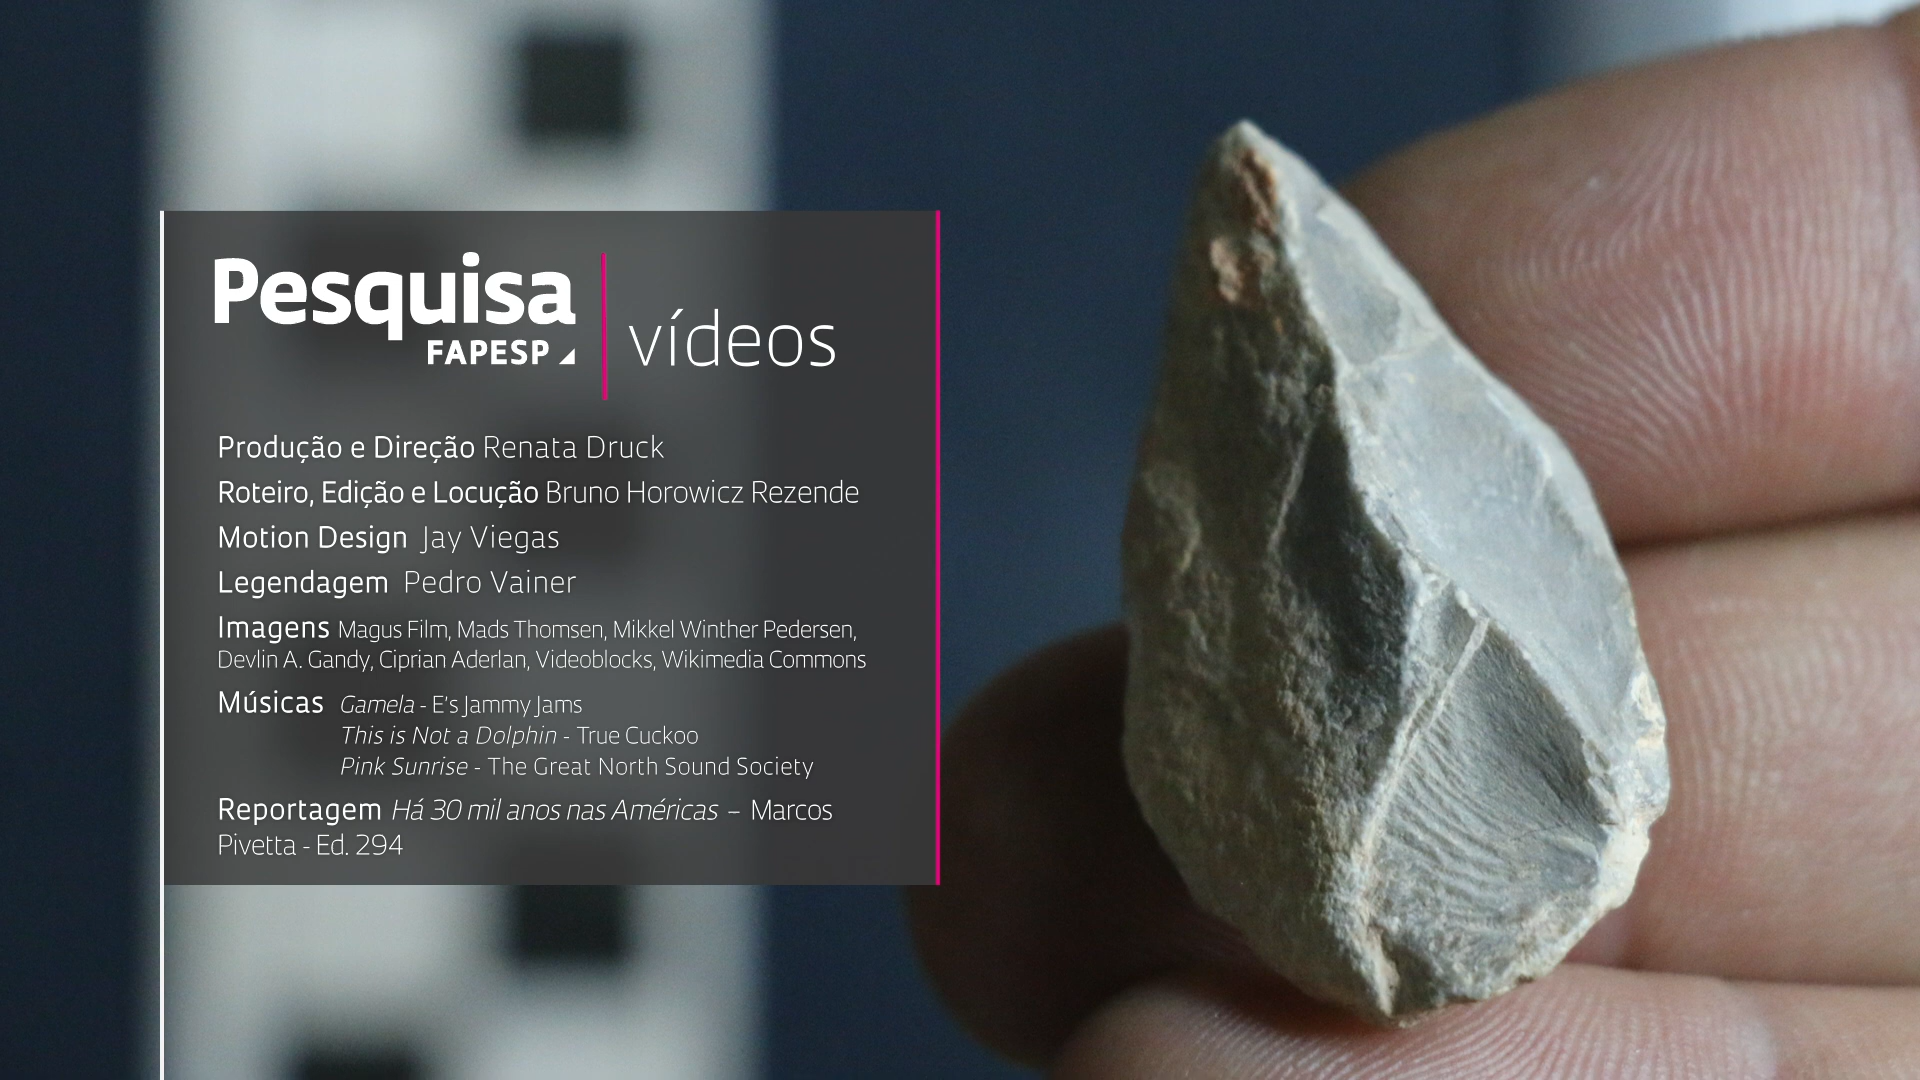 Pesquisa
FAPESP
vídeos
Produção e Direção Renata Druck
Roteiro, Edição e Locução Bruno Horowicz Rezende
Motion Design Jay Viegas
Legendagem Pedro Vainer
Imagens Magus Film, Mads Thomsen, Mikkel Winther Pedersen,
Devlin A. Gandy, Ciprian Aderlan, Videoblocks, Wikimedia Commons
Músicas Gamela - E's Jammy Jams
This is Not a Dolphin - True Cuckoo
Pink Sunrise - The Great North Sound Society
Reportagem Há 30 mil anos nas Américas – Marcos
Pivetta - Ed. 294